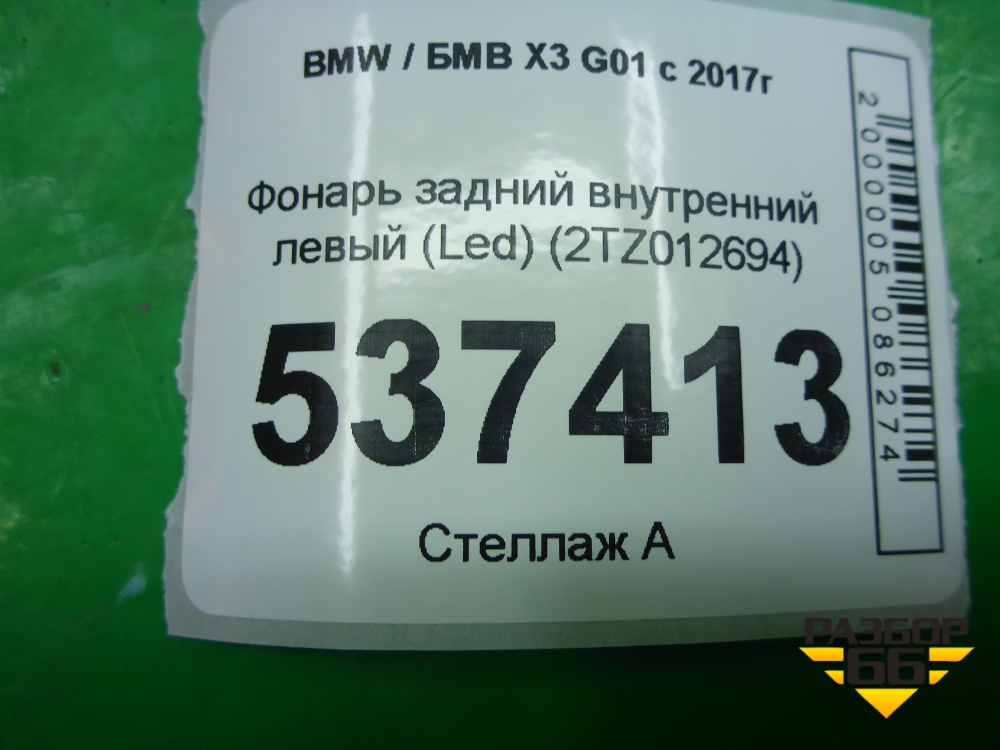 BMW / БМВ X3 G01 с 2017г
Фонарь задний внутренний
левый (Led) (2TZ012694)
537413
Стеллаж А
2000005086274
РАЗБОР
66